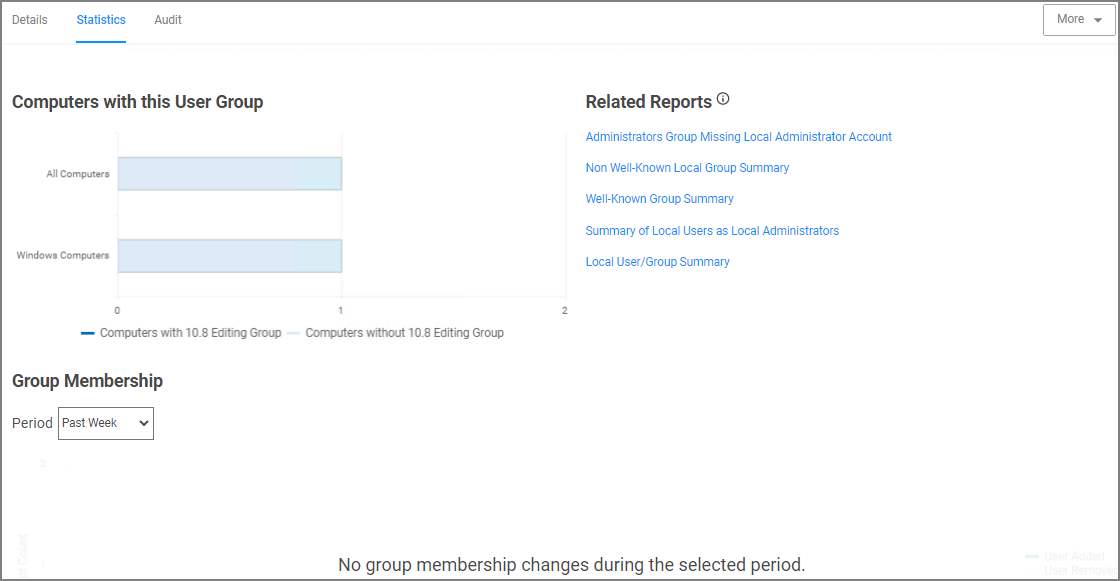 Details Statistics Audit More
Computers with this User Group
All Computers
Windows Computers
0 1 2
Computers with 10.8 Editing Group Computers without 10.8 Editing Group
Related Reports
Administrators Group Missing Local Administrator Account
Non Well-Known Local Group Summary
Well-Known Group Summary
Summary of Local Users as Local Administrators
Local User/Group Summary
Group Membership
Period Past Week
2
1
No group membership changes during the selected period.
User Added
User